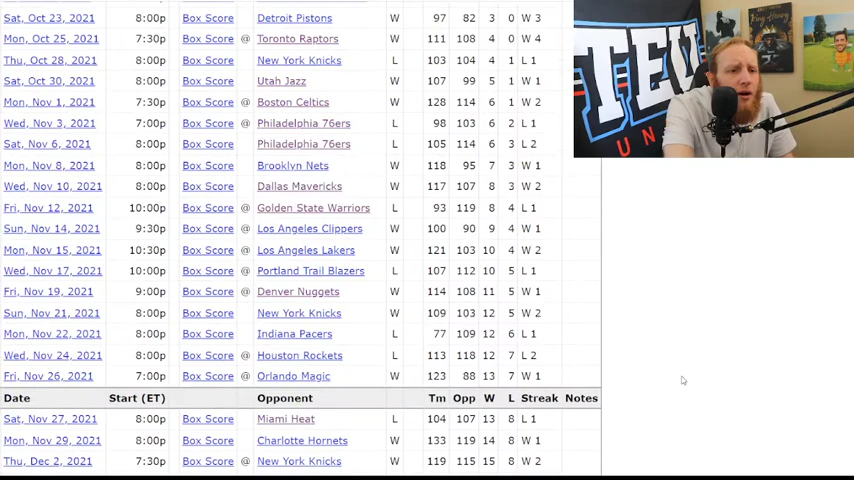 Sat, Oct 23, 2021 8:00p Box Score Detroit Pistons W 97 82 3 0 W 3
Mon, Oct 25, 2021 7:30p Box Score @ Toronto Raptors W 111 108 4 0 W 4
Thu, Oct 28, 2021 8:00p Box Score New York Knicks L 103 104 4 1 L 1
Sat, Oct 30, 2021 8:00p Box Score Utah Jazz W 107 99 5 1 W 1
Mon, Nov 1, 2021 7:30p Box Score @ Boston Celtics W 128 114 6 1 W 2
Wed, Nov 3, 2021 7:00p Box Score @ Philadelphia 76ers L 98 103 6 2 L 1
Sat, Nov 6, 2021 8:00p Box Score Philadelphia 76ers L 105 114 6 3 L 2
Mon, Nov 8, 2021 8:00p Box Score Brooklyn Nets W 118 95 7 3 W 1
Wed, Nov 10, 2021 8:00p Box Score Dallas Mavericks W 117 107 8 3 W 2
Fri, Nov 12, 2021 10:00p Box Score @ Golden State Warriors L 93 119 8 4 L 1
Sun, Nov 14, 2021 9:30p Box Score @ Los Angeles Clippers W 100 90 9 4 W 1
Mon, Nov 15, 2021 10:30p Box Score @ Los Angeles Lakers W 121 103 10 4 W 2
Wed, Nov 17, 2021 10:00p Box Score @ Portland Trail Blazers L 107 112 10 5 L 1
Fri, Nov 19, 2021 9:00p Box Score @ Denver Nuggets W 114 108 11 5 W 1
Sun, Nov 21, 2021 8:00p Box Score New York Knicks W 109 103 12 5 W 2
Mon, Nov 22, 2021 8:00p Box Score Indiana Pacers L 77 109 12 6 L 1
Wed, Nov 24, 2021 8:00p Box Score @ Houston Rockets L 113 118 12 7 L 2
Fri, Nov 26, 2021 7:00p Box Score @ Orlando Magic W 123 88 13 7 W 1
Date Start (ET) Opponent Tm Opp W L Streak Notes
Sat, Nov 27, 2021 8:00p Box Score Miami Heat L 104 107 13 8 L 1
Mon, Nov 29, 2021 8:00p Box Score Charlotte Hornets W 133 119 14 8 W 1
Thu, Dec 2, 2021 7:30p Box Score @ New York Knicks W 119 115 15 8 W 2